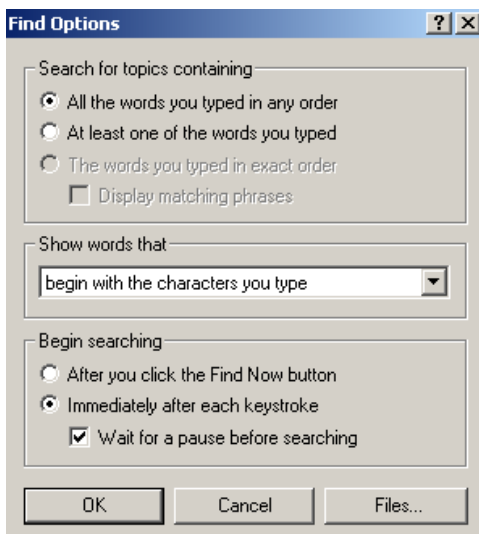 Find Options
Search for topics containing
All the words you typed in any order
At least one of the words you typed
The words you typed in exact order
Display matching phrases
Show words that
begin with the characters you type
Begin searching
After you click the Find Now button
Immediately after each keystroke
Wait for a pause before searching
OK Cancel Files...